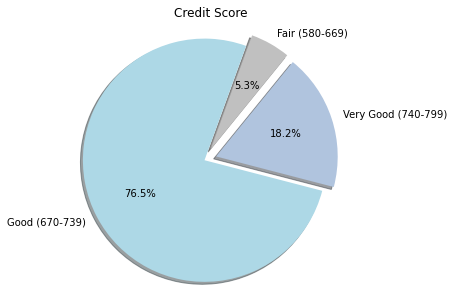 Credit Score
Fair (580-669)
5.3%
Very Good (740-799)
18.2%
76.5%
Good (670-739)